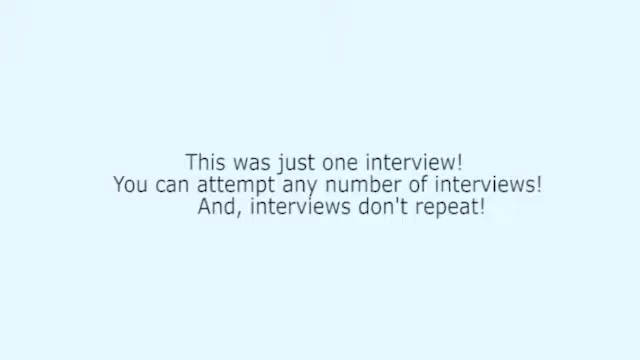 This was just one interview!
You can attempt any number of interviews!
And, interviews don't repeat!